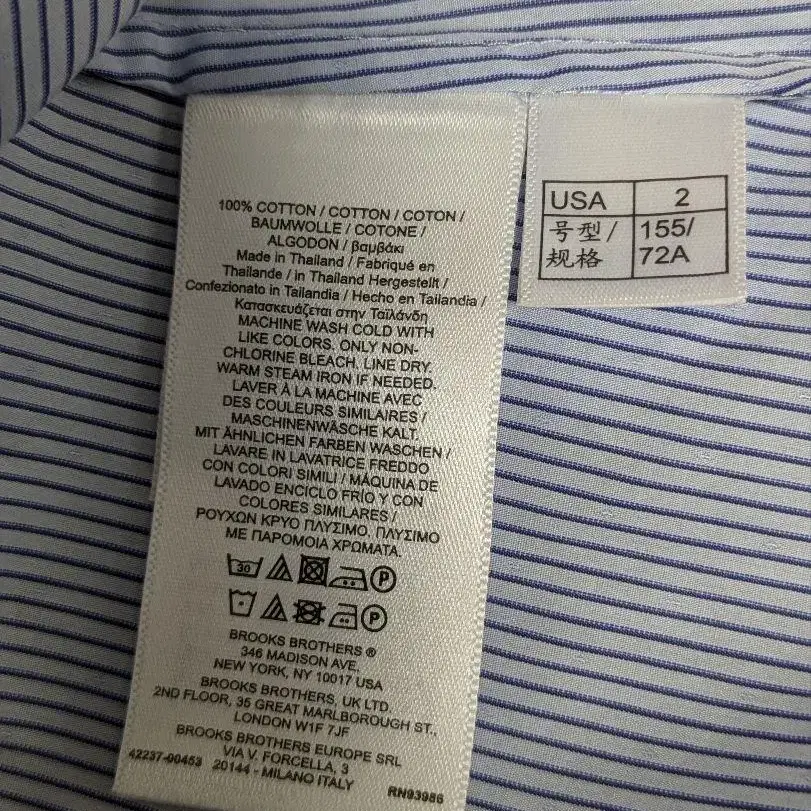 100% COTTON / COTTON / COTON /
BAUMWOLLE / COTONE /
ALGODON / βαμβάκι
Made in Thailand / Fabriqué en
Thaïlande / in Thailand Hergestellt /
Confezionato in Tailandia / Hecho en Tailandia /
Κατασκευάζεται στην Ταϊλάνδη
MACHINE WASH COLD WITH
LIKE COLORS. ONLY NON-
CHLORINE BLEACH. LINE DRY.
WARM STEAM IRON IF NEEDED.
LAVER À LA MACHINE AVEC
DES COULEURS SIMILAIRES /
MASCHINENWÄSCHE KALT.
MIT ÄHNLICHEN FARBEN WASCHEN /
LAVARE IN LAVATRICE FREDDO
CON COLORI SIMILI / MÁQUINA DE
LAVADO ENCICLO FRÍO Y CON
COLORES SIMILARES /
ΡΟΥΧΩΝ ΚΡΥΟ ΠΛΥΣΙΜΟ. ΠΛΥΣΙΜΟ
ΜΕ ΠΑΡΟΜΟΙΑ ΧΡΩΜΑΤΑ.
30 P
P
BROOKS BROTHERS ®
346 MADISON AVE.
NEW YORK, NY 10017 USA
BROOKS BROTHERS, UK LTD.
2ND FLOOR, 35 GREAT MARLBOROUGH ST.,
LONDON W1F 7JF
BROOKS BROTHERS EUROPE SRL
VIA V. FORCELLA, 3
42237-00453 20144 - MILANO ITALY RN93986
USA 2
号型/ 155/
规格 72A